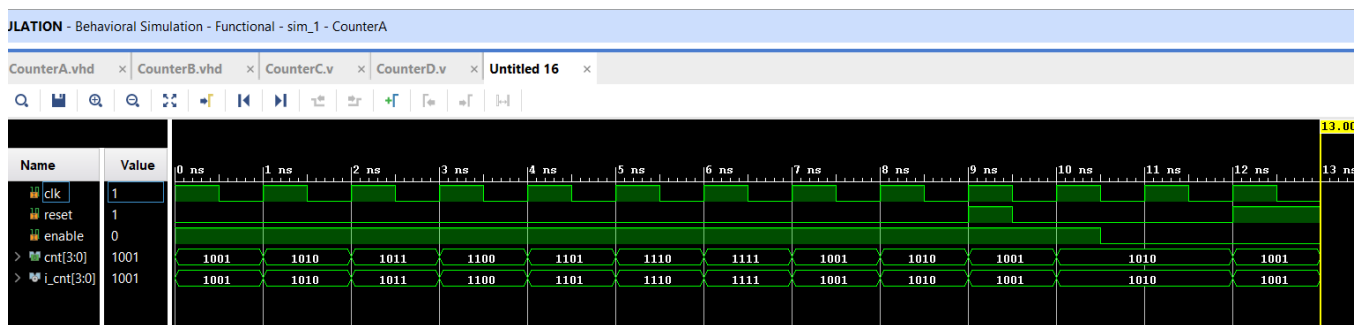 JLATION - Behavioral Simulation - Functional - sim_1 - CounterA
CounterA.vhd × CounterB.vhd × CounterC.v × CounterD.v × Untitled 16 ×
13.00
Name Value 0 ns 1 ns 2 ns 3 ns 4 ns 5 ns 6 ns 7 ns 8 ns 9 ns 10 ns 11 ns 12 ns 13 ns
clk 1
reset 1
enable 0
cnt[3:0] 1001 1001 1010 1011 1100 1101 1110 1111 1001 1010 1001 1010 1001
i_cnt[3:0] 1001 1001 1010 1011 1100 1101 1110 1111 1001 1010 1001 1010 1001